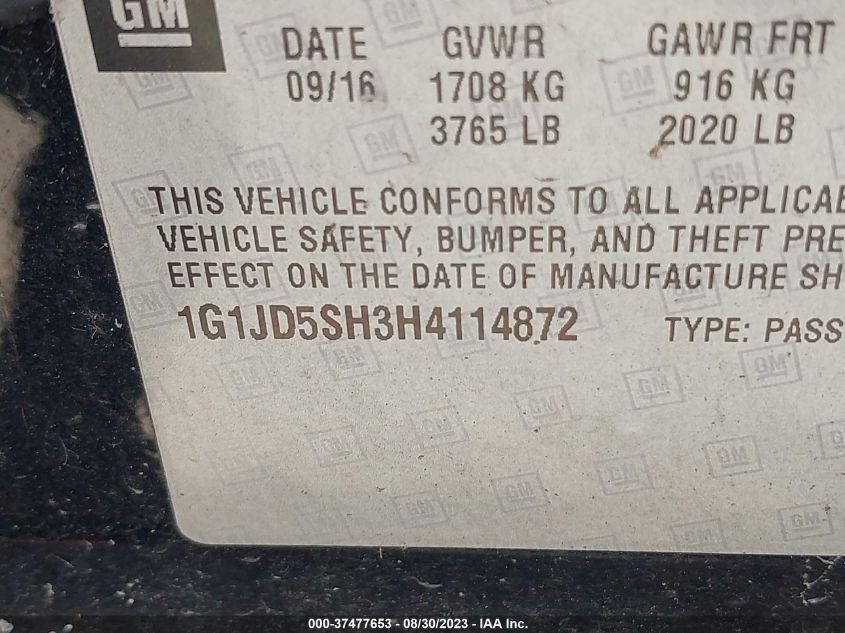 GM
DATE GVWR GAWR FRT
09/16 1708 KG 916 KG
3765 LB 2020 LB
THIS VEHICLE CONFORMS TO ALL APPLICAB
VEHICLE SAFETY, BUMPER, AND THEFT PRE
EFFECT ON THE DATE OF MANUFACTURE SH
1G1JD5SH3H4114872 TYPE: PASS
000-37477653 - 08/30/2023 - IAA Inc.